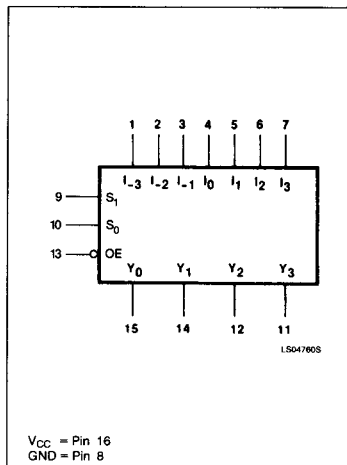 1 2 3 4 5 6 7
I₋₃ I₋₂ I₋₁ I₀ I₁ I₂ I₃
9 S₁
10 S₀
13 OE
Y₀ Y₁ Y₂ Y₃
15 14 12 11
LS04760S
V_CC = Pin 16
GND = Pin 8